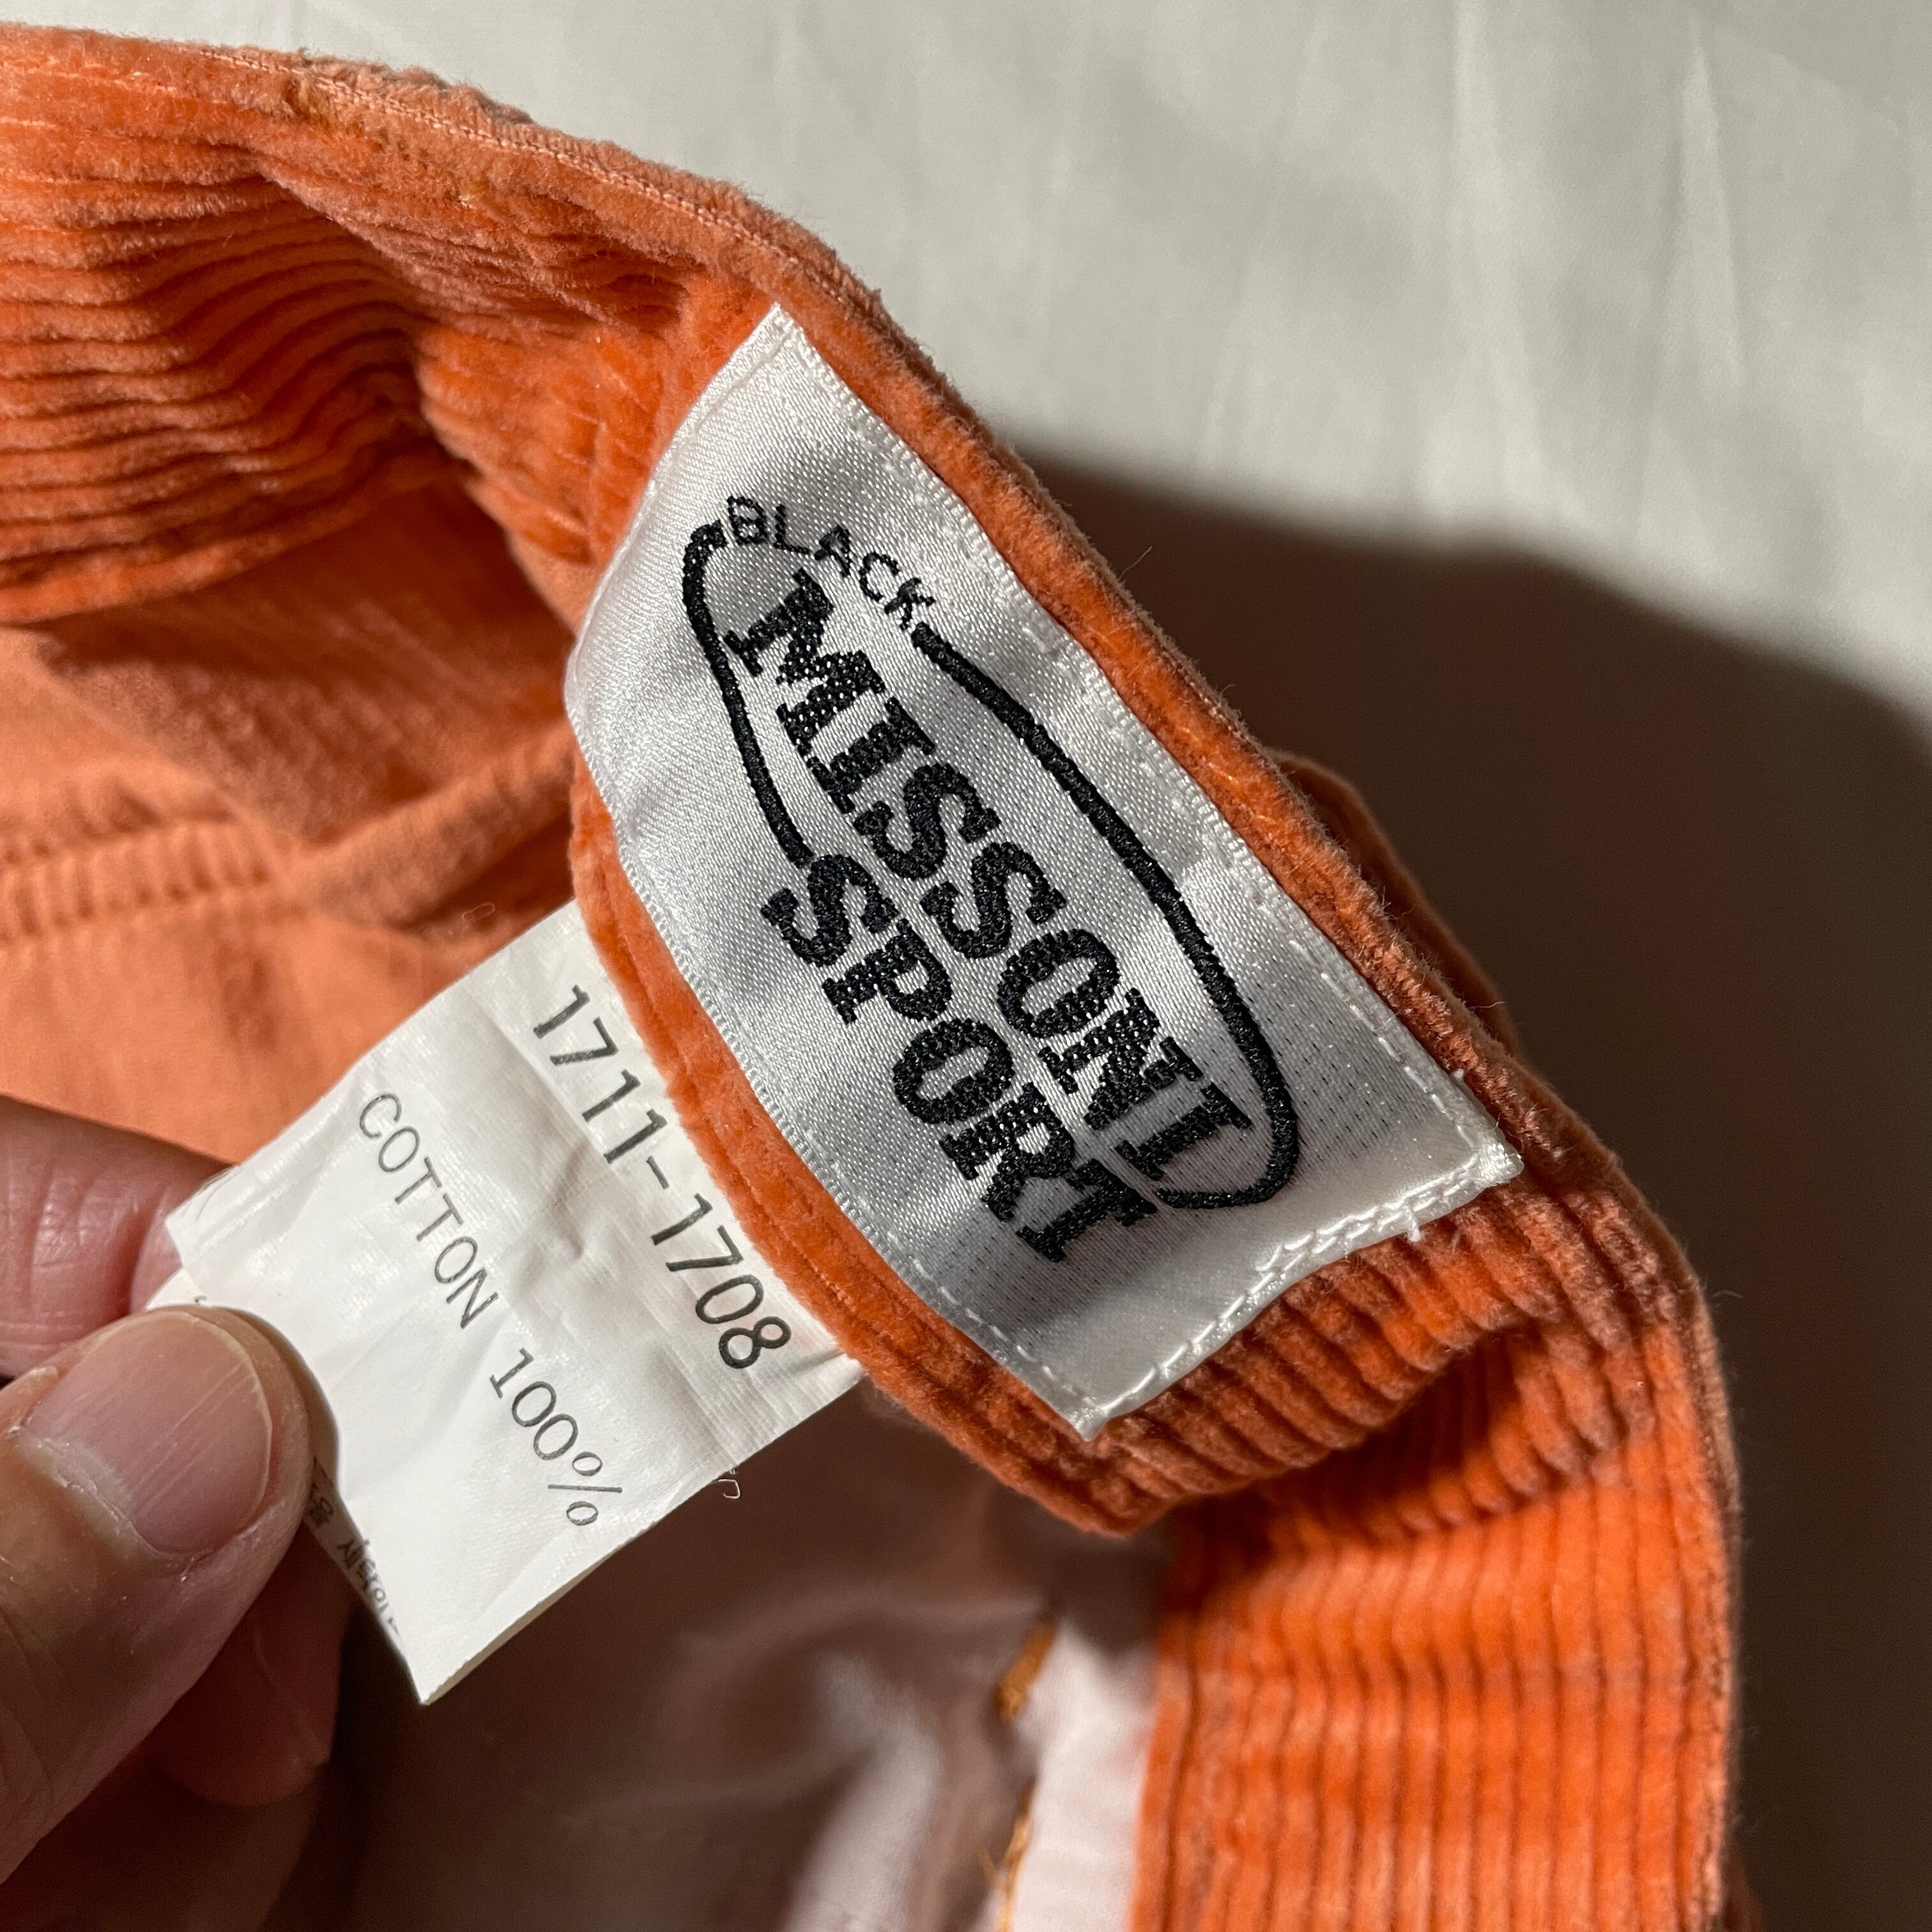 BLACK
MISSONI
SPORT
1711-1708
COTTON 100%